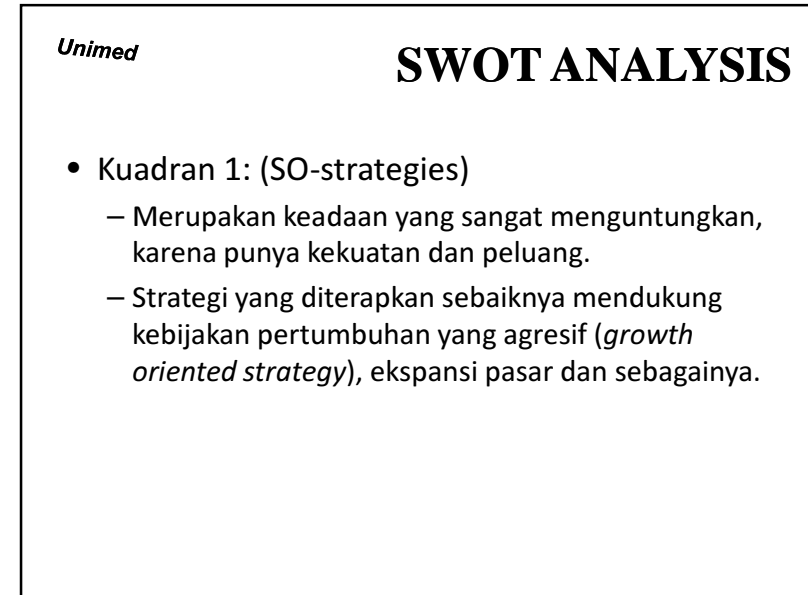 Unimed
SWOT ANALYSIS
• Kuadran 1: (SO-strategies)
– Merupakan keadaan yang sangat menguntungkan,
karena punya kekuatan dan peluang.
– Strategi yang diterapkan sebaiknya mendukung
kebijakan pertumbuhan yang agresif (growth
oriented strategy), ekspansi pasar dan sebagainya.